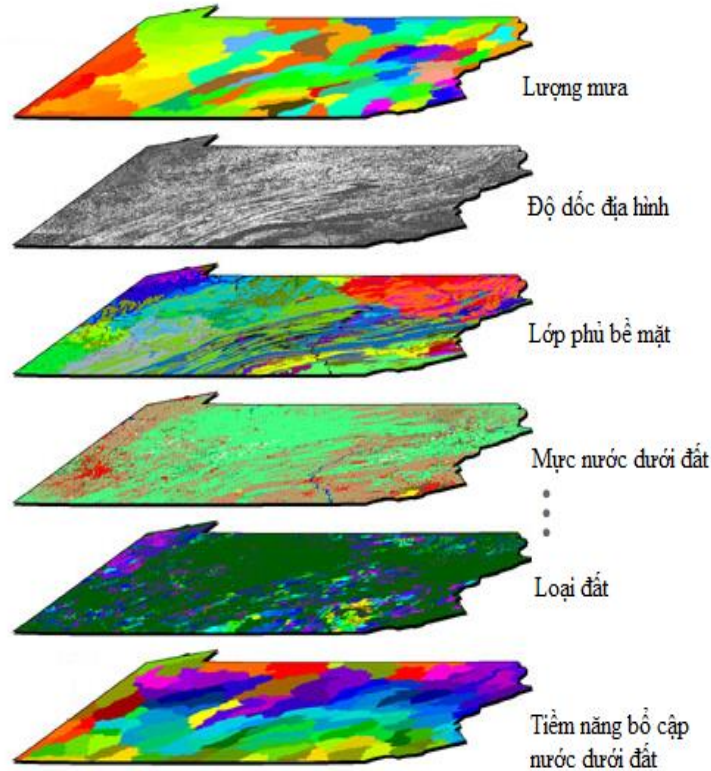 Lượng mưa
Độ dốc địa hình
Lớp phủ bề mặt
Mực nước dưới đất
Loại đất
Tiềm năng bổ cập
nước dưới đất